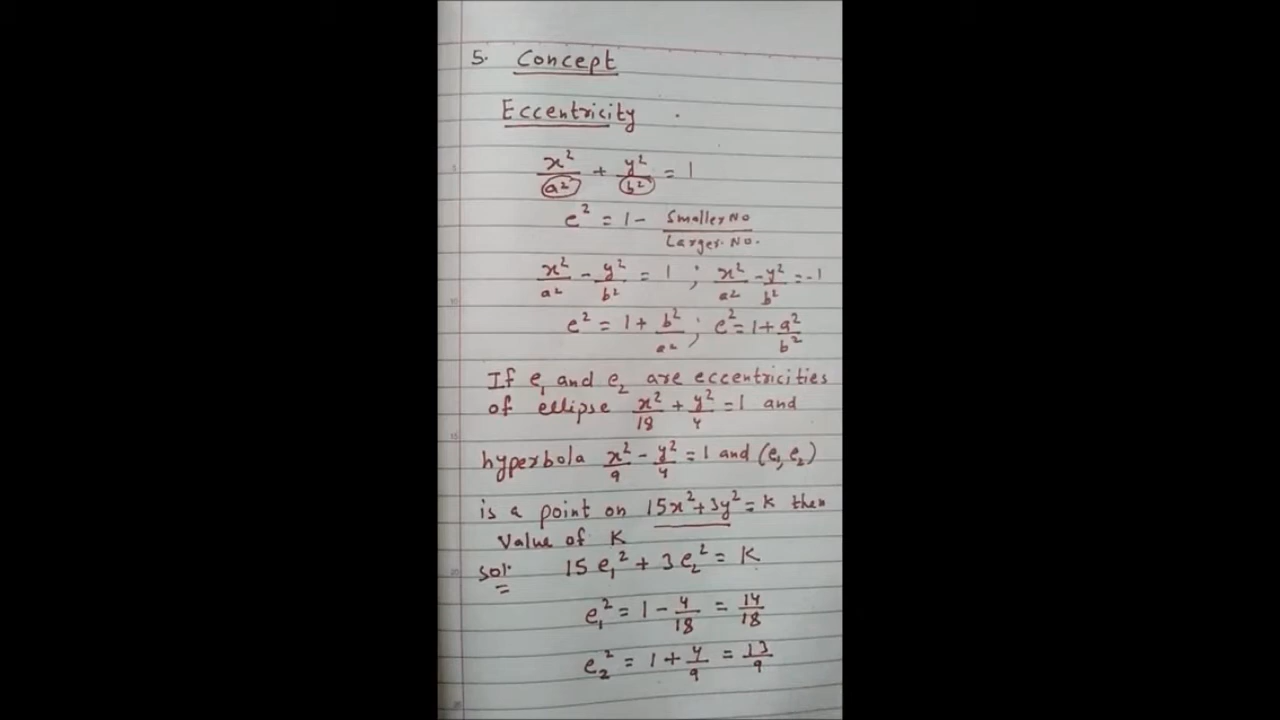 5. Concept
Eccentricity
x²/a² + y²/b² = 1
e² = 1 - Smaller No / Larger. No.
x²/a² - y²/b² = 1 ; x²/a² - y²/b² = -1
e² = 1 + b²/a² ; e² = 1 + a²/b²
If e₁ and e₂ are eccentricities
of ellipse x²/18 + y²/4 = 1 and
hyperbola x²/9 - y²/4 = 1 and (e₁, e₂)
is a point on 15x² + 3y² = K then
value of K
Sol. 15 e₁² + 3 e₂² = K
e₁² = 1 - 4/18 = 14/18
e₂² = 1 + 4/9 = 13/9